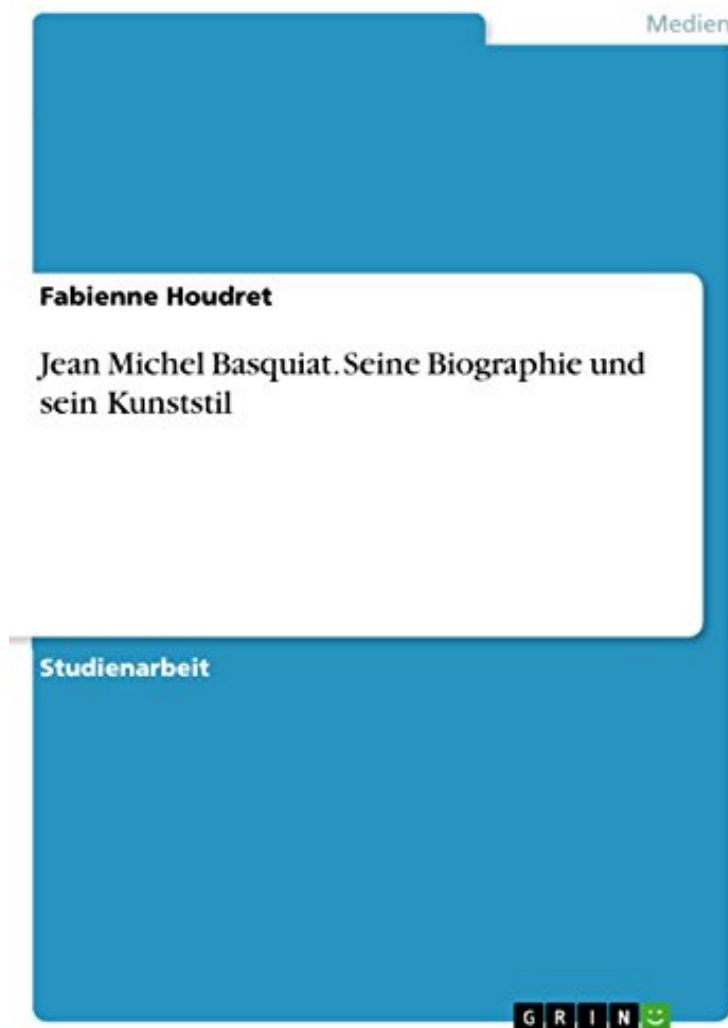 Medien
Fabienne Houdret
Jean Michel Basquiat. Seine Biographie und
sein Kunststil
Studienarbeit
GRIN